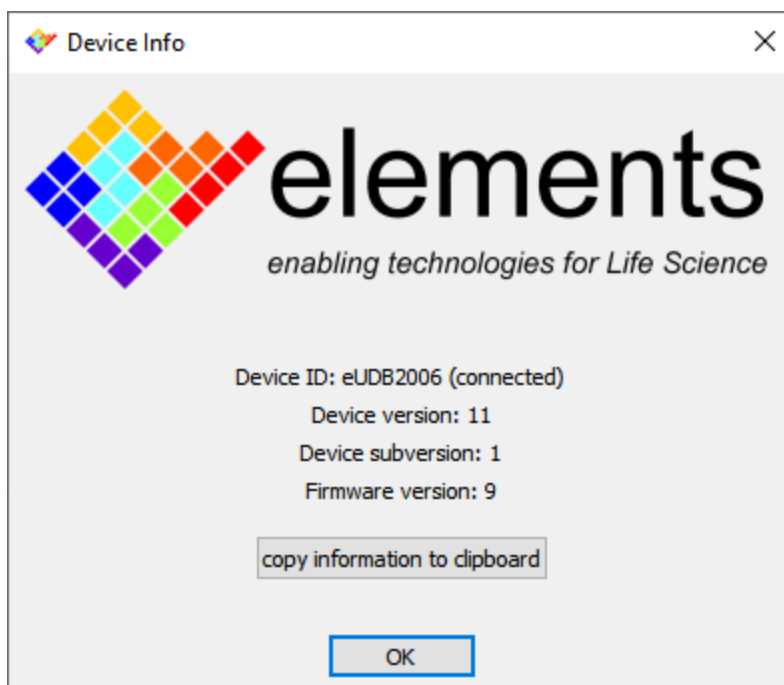 Device Info
elements
enabling technologies for Life Science
Device ID: eUDB2006 (connected)
Device version: 11
Device subversion: 1
Firmware version: 9
copy information to clipboard
OK